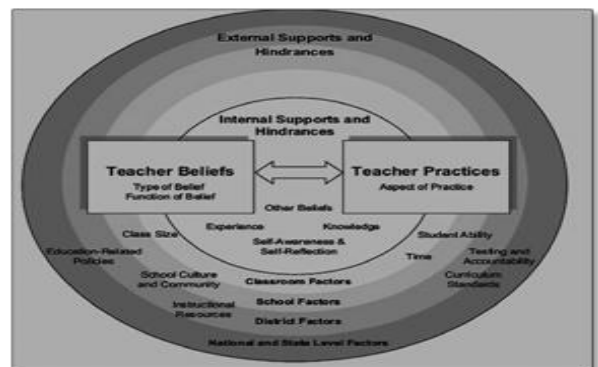 External Supports and
Hindrances
Internal Supports and
Hindrances
Teacher Beliefs
Type of Belief
Function of Belief
Teacher Practices
Aspect of Practice
Other Beliefs
Experience
Knowledge
Self-Awareness &
Self-Reflection
Class Size
Student Ability
Education-Related
Policies
Time
Testing and
Accountability
School Culture
and Community
Classroom Factors
Curriculum
Standards
Instructional
Resources
School Factors
District Factors
National and State Level Factors